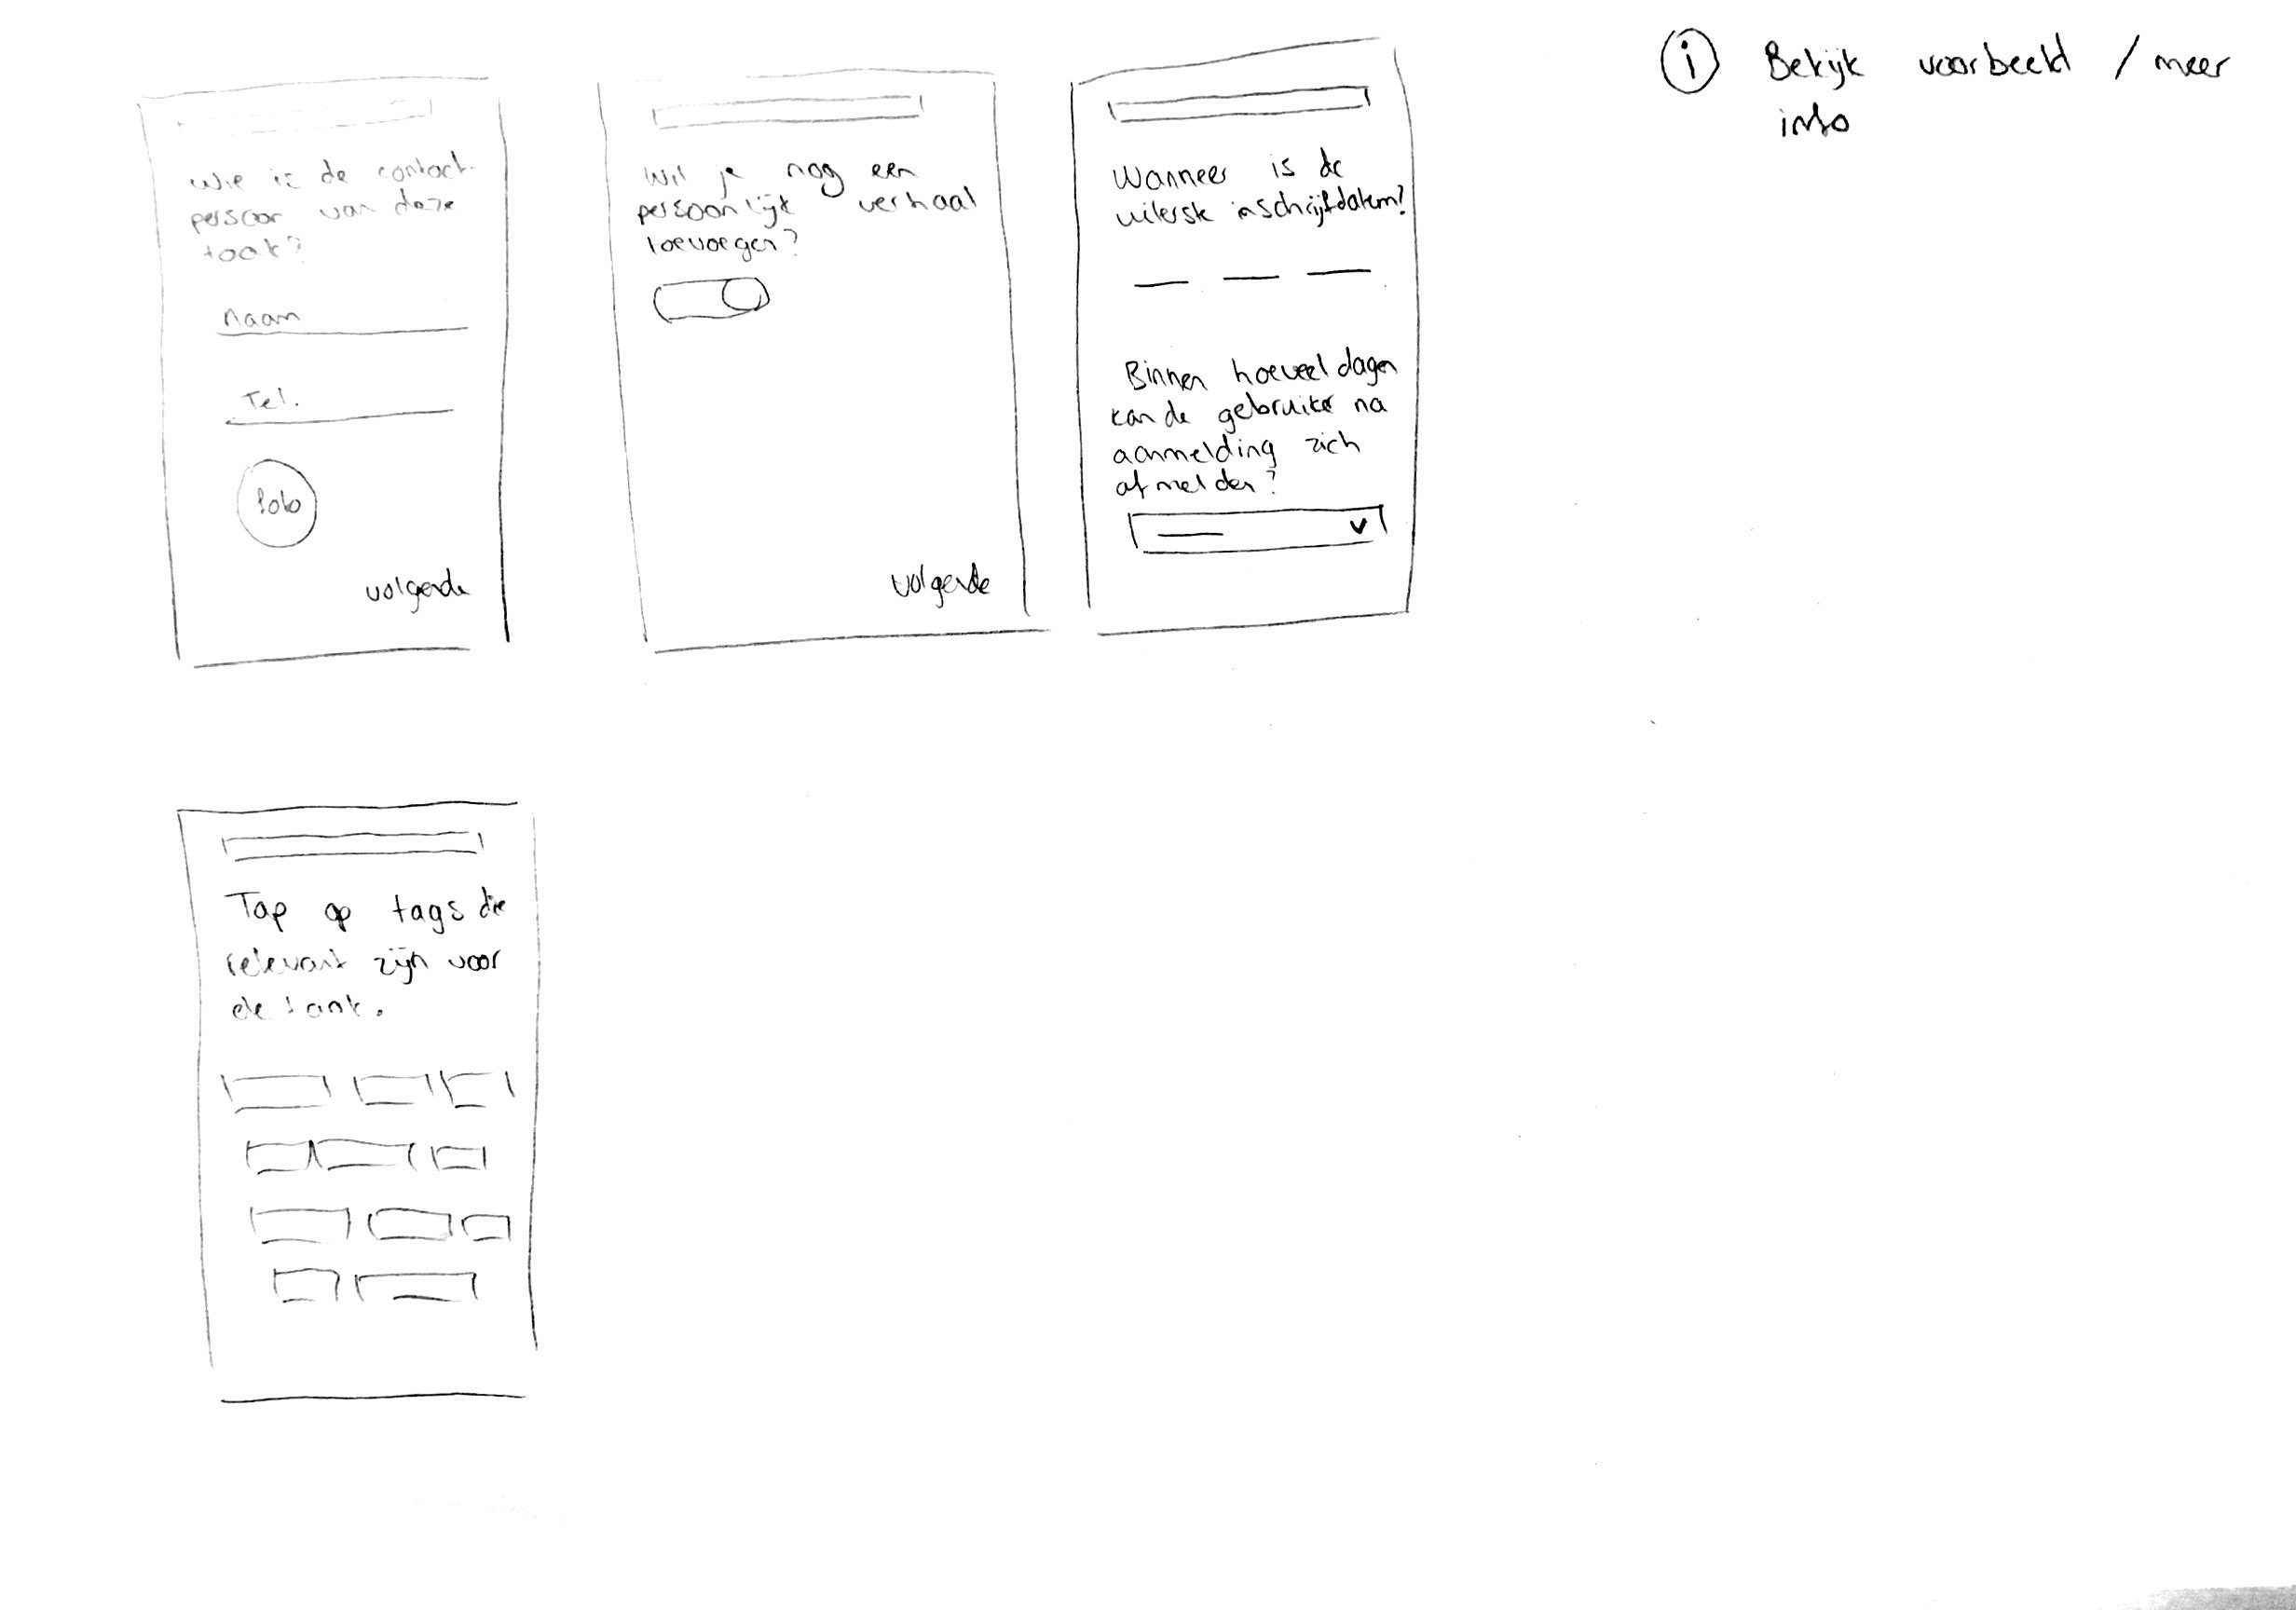 Wie is de contact-
persoon van deze
taak?
naam
Tel.
foto
volgende
Wil je nog een
persoonlijk verhaal
toevoegen?
volgende
Wanneer is de
uiterste inschrijfdatum?
Binnen hoeveel dagen
kan de gebruiker na
aanmelding zich
afmelden?
i Bekijk voorbeeld / meer
info
Tap op tags die
relevant zijn voor
de taak.